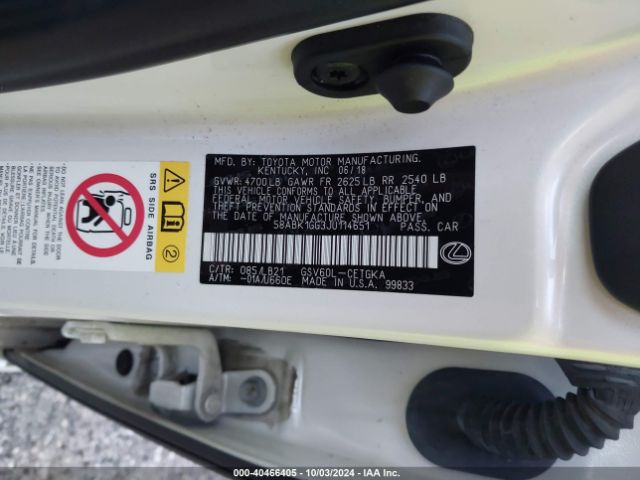 MFD. BY: TOYOTA MOTOR MANUFACTURING,
KENTUCKY, INC 06/18
GVWR: 4700LB GAWR FR 2625LB RR 2540 LB
THIS VEHICLE CONFORMS TO ALL APPLICABLE
FEDERAL MOTOR VEHICLE SAFETY, BUMPER, AND
THEFT PREVENTION STANDARDS IN EFFECT ON
THE DATE OF MANUFACTURE SHOWN ABOVE.
58ABK1GG3JU114651 PASS. CAR
C/TR: 085/LB21 GSV60L-CETGKA
A/TM: -01A/U660E MADE IN U.S.A. 99833
SRS SIDE AIRBAG
2
000-40466405 - 10/03/2024 - IAA Inc.